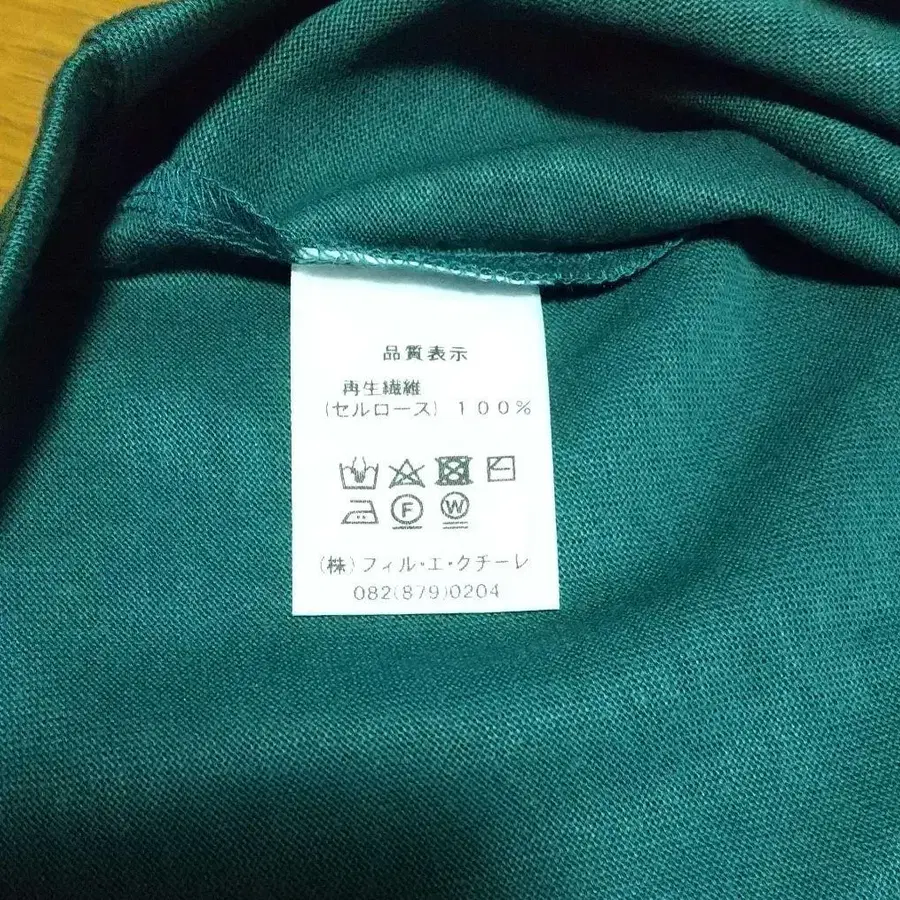 品質表示
再生繊維
(セルロース) 100%
F W
(株)フィル・エ・クチーレ
082(879)0204